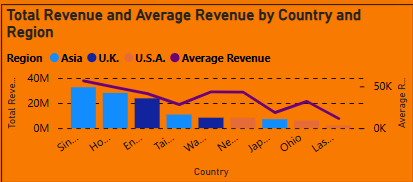 Total Revenue and Average Revenue by Country and
Region
Region Asia U.K. U.S.A. Average Revenue
40M
20M
0M
50K
0K
Total Reve...
Average R...
Sin... Ho... En... Tai... Wa... Ne... Jap... Ohio Las...
Country